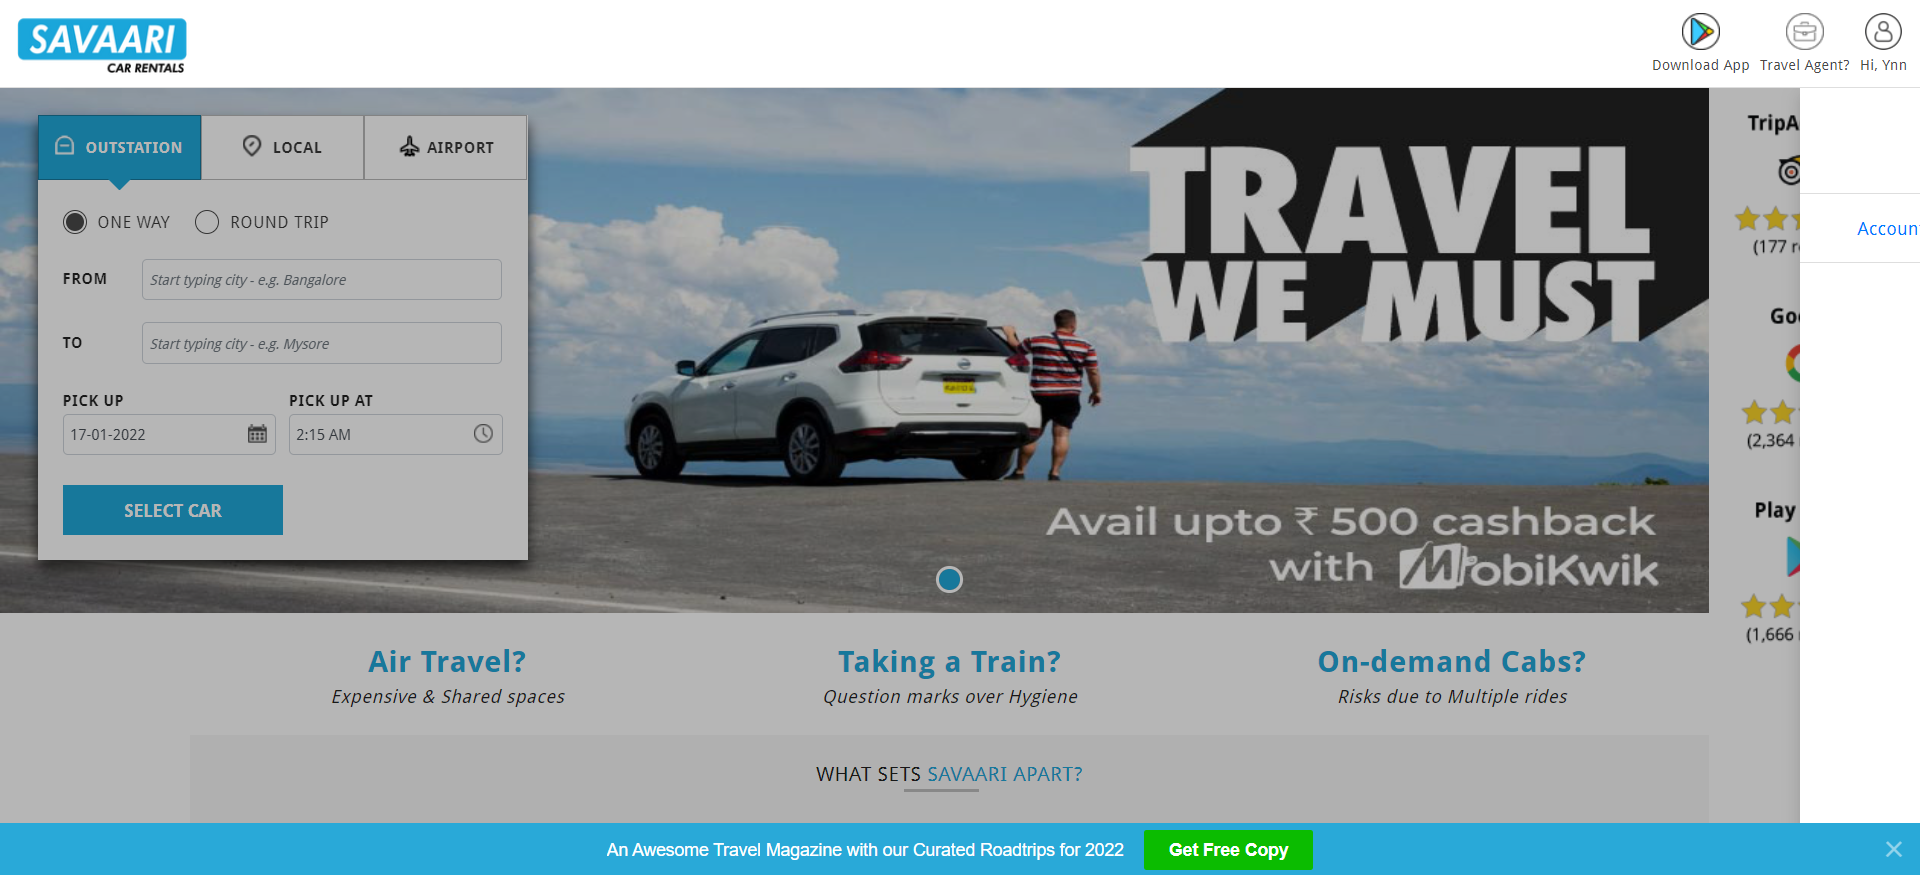 SAVAARI
CAR RENTALS
Download App
Travel Agent?
Hi, Ynn
OUTSTATION
LOCAL
AIRPORT
ONE WAY
ROUND TRIP
FROM
Start typing city - e.g. Bangalore
TO
Start typing city - e.g. Mysore
PICK UP
PICK UP AT
17-01-2022
2:15 AM
SELECT CAR
TRAVEL
WE MUST
Avail upto ₹ 500 cashback
with MobiKwik
TripA
(177 r
Goo
(2,364
Play
(1,666
Account
Air Travel?
Expensive & Shared spaces
Taking a Train?
Question marks over Hygiene
On-demand Cabs?
Risks due to Multiple rides
WHAT SETS SAVAARI APART?
An Awesome Travel Magazine with our Curated Roadtrips for 2022
Get Free Copy